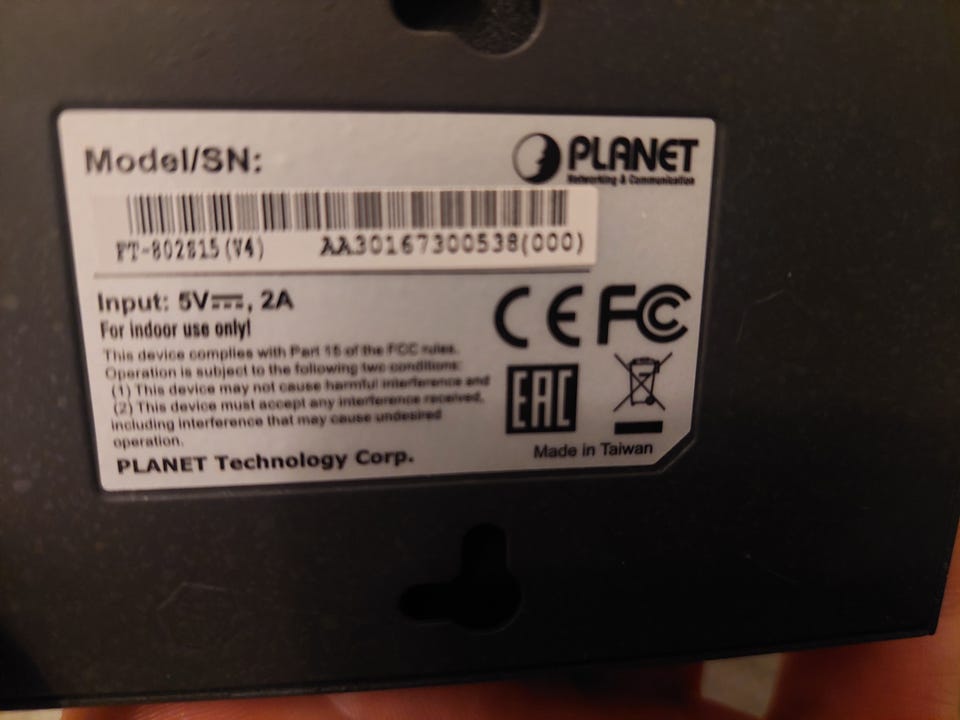 Model/SN:
PLANET
Networking & Communication
FT-802S15(V4) AA30167300538(000)
Input: 5V⎓, 2A
For indoor use only!
This device complies with Part 15 of the FCC rules.
Operation is subject to the following two conditions:
(1) This device may not cause harmful interference and
(2) This device must accept any interference received,
including interference that may cause undesired
operation.
PLANET Technology Corp.
CE FC
EAC
Made in Taiwan